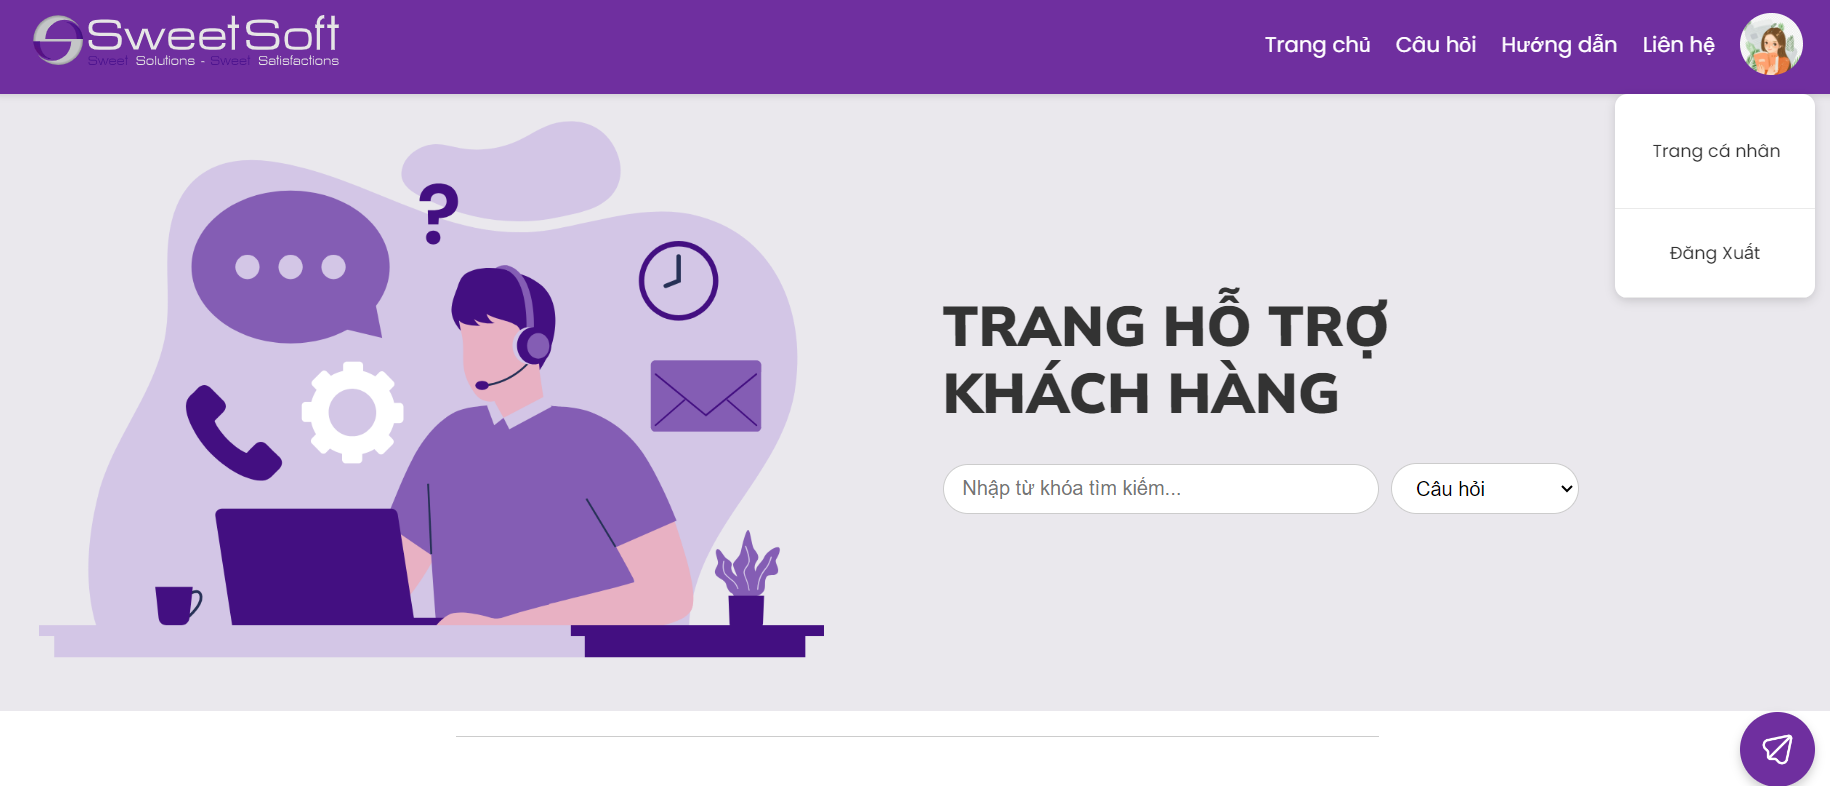 SweetSoft
Sweet Solutions - Sweet Satisfactions
Trang chủ Câu hỏi Hướng dẫn Liên hệ
Trang cá nhân
Đăng Xuất
?
TRANG HỖ TRỢ
KHÁCH HÀNG
Nhập từ khóa tìm kiếm... Câu hỏi